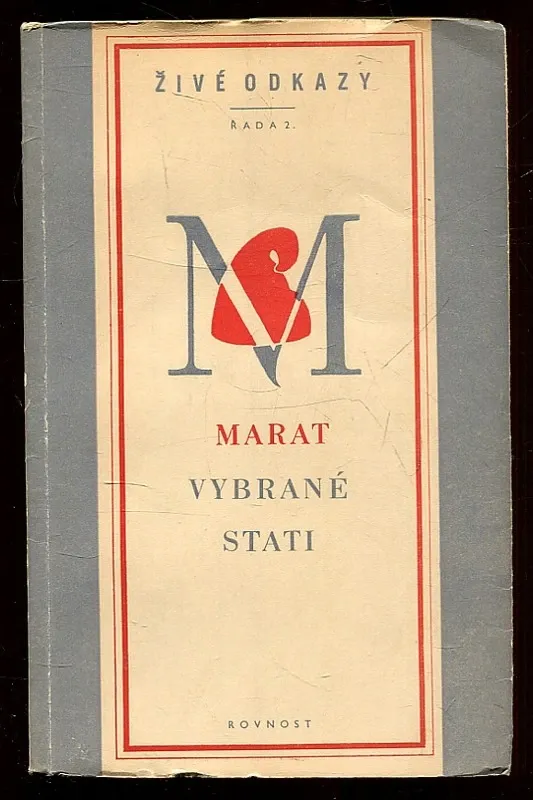 ŽIVÉ ODKAZY
ŘADA 2.
M
MARAT
VYBRANÉ
STATI
ROVNOST